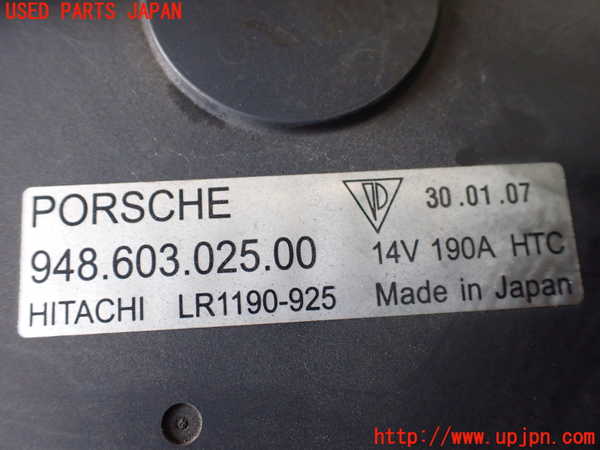 USED PARTS JAPAN
PORSCHE 30.01.07
948.603.025.00 14V 190A HTC
HITACHI LR1190-925 Made in Japan
http://www.upjpn.com/